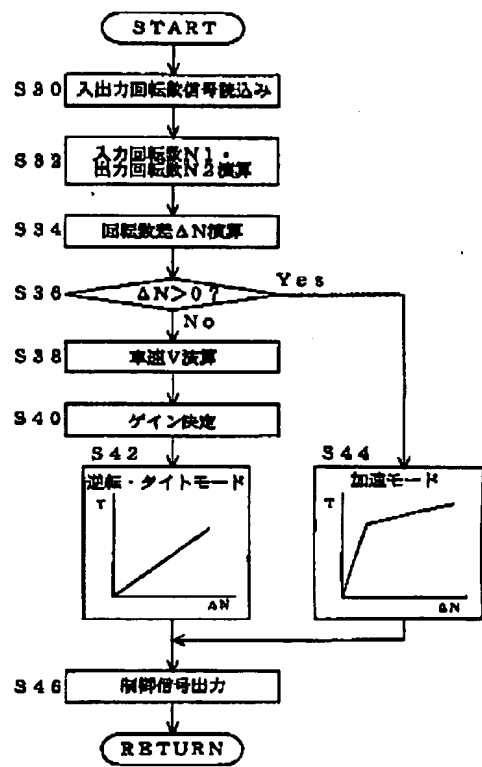 START
S30 入出力回転数信号読込み
S32 入力回転数N1・
出力回転数N2演算
S34 回転数差ΔN演算
S36 ΔN>0? Yes
No
S38 車速V演算
S40 ゲイン決定
S42
逆転・タイトモード
T
ΔN
S44
加速モード
T
ΔN
S46 制御信号出力
RETURN